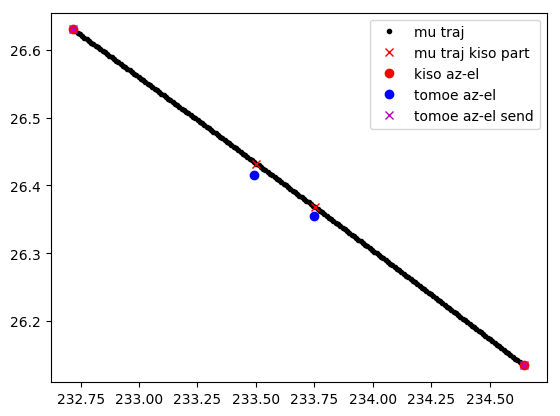 mu traj
mu traj kiso part
kiso az-el
tomoe az-el
tomoe az-el send
26.6
26.5
26.4
26.3
26.2
232.75 233.00 233.25 233.50 233.75 234.00 234.25 234.50